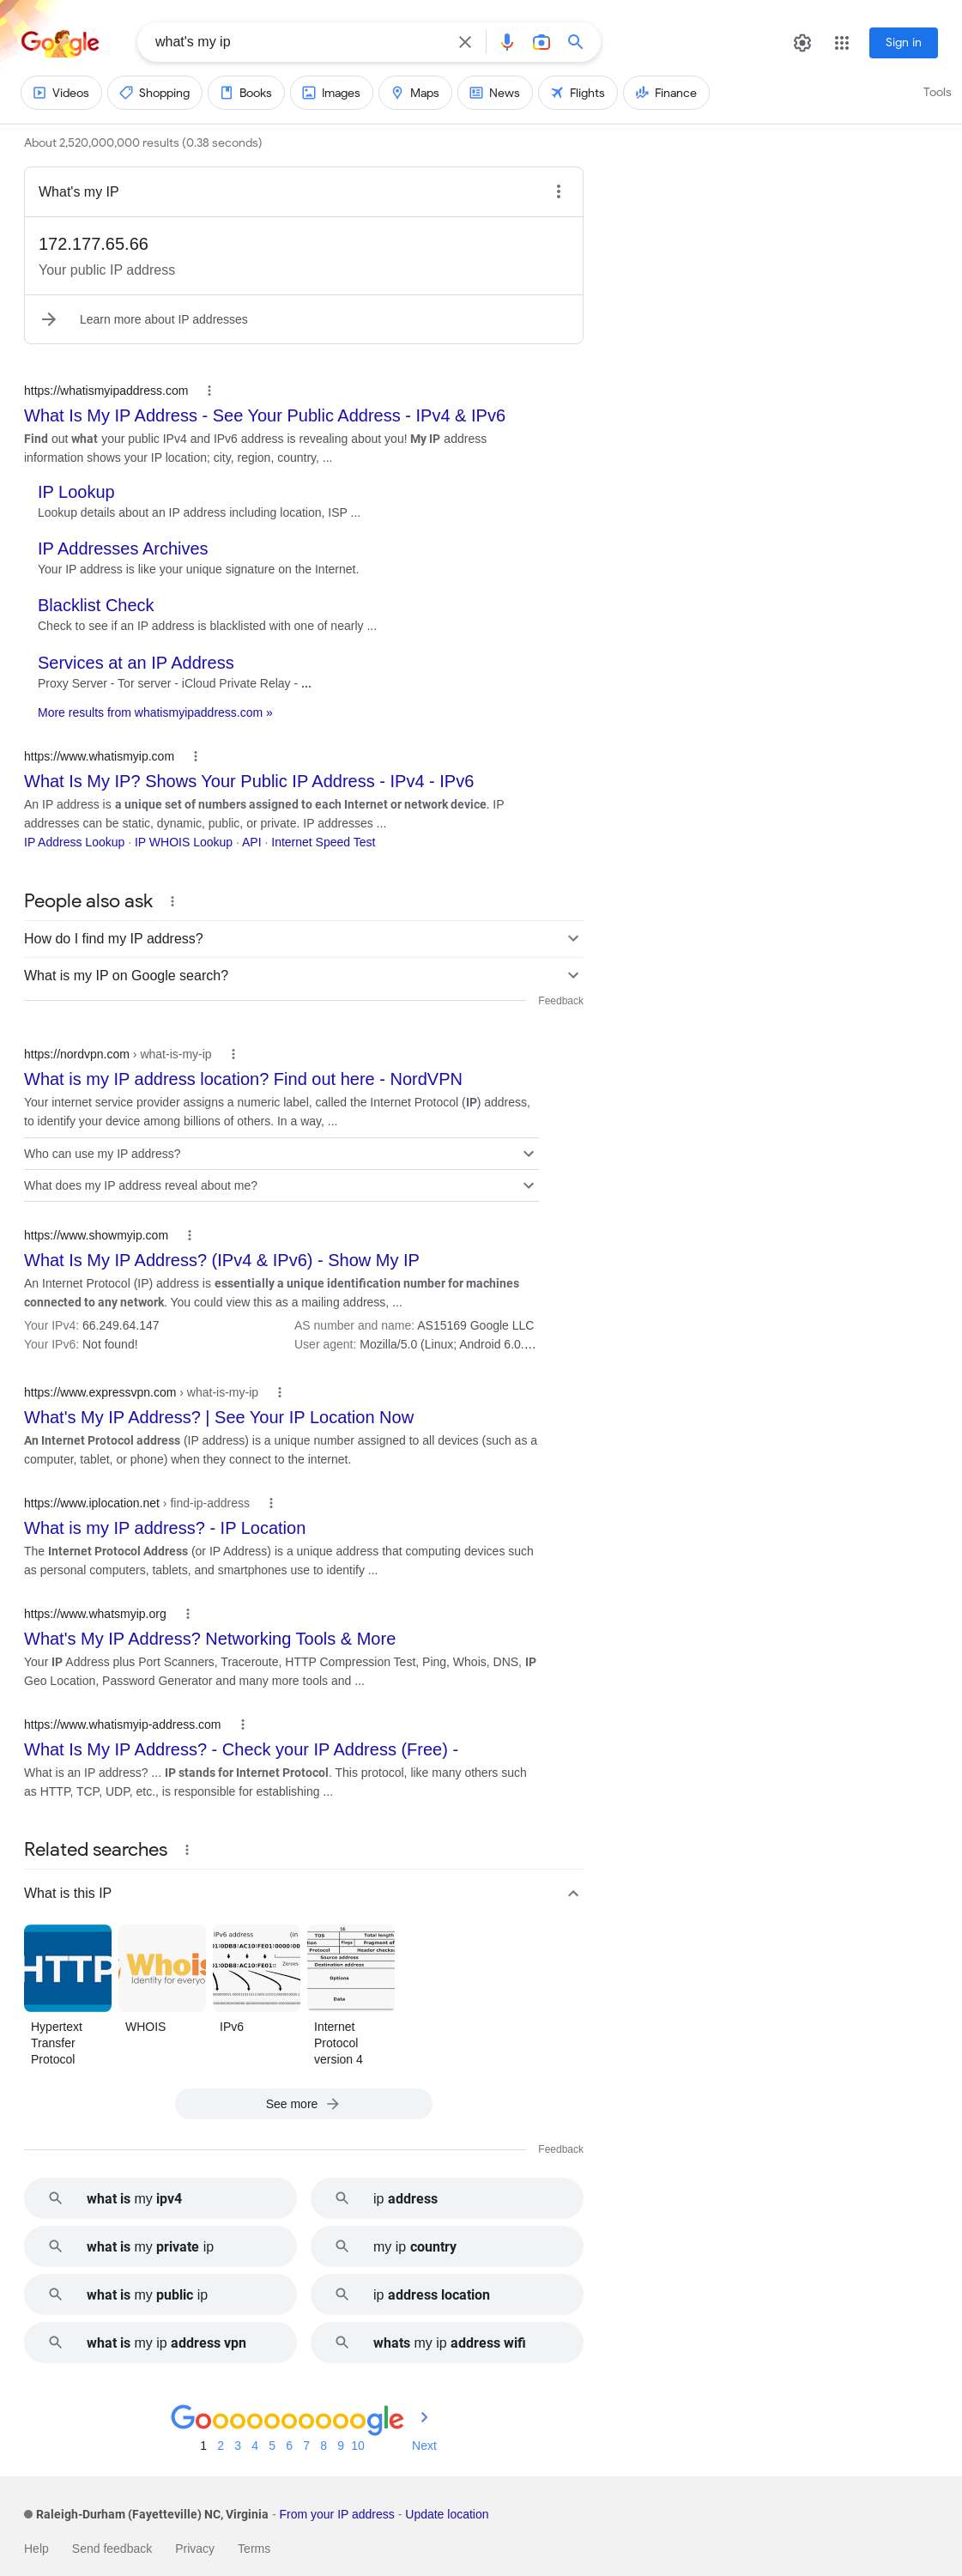 Google
what's my ip
Sign in
Videos
Shopping
Books
Images
Maps
News
Flights
Finance
Tools
About 2,520,000,000 results (0.38 seconds)
What's my IP
172.177.65.66
Your public IP address
Learn more about IP addresses
https://whatismyipaddress.com
What Is My IP Address - See Your Public Address - IPv4 & IPv6
Find out what your public IPv4 and IPv6 address is revealing about you! My IP address
information shows your IP location; city, region, country, ...
IP Lookup
Lookup details about an IP address including location, ISP ...
IP Addresses Archives
Your IP address is like your unique signature on the Internet.
Blacklist Check
Check to see if an IP address is blacklisted with one of nearly ...
Services at an IP Address
Proxy Server - Tor server - iCloud Private Relay - ...
More results from whatismyipaddress.com »
https://www.whatismyip.com
What Is My IP? Shows Your Public IP Address - IPv4 - IPv6
An IP address is a unique set of numbers assigned to each Internet or network device. IP
addresses can be static, dynamic, public, or private. IP addresses ...
IP Address Lookup · IP WHOIS Lookup · API · Internet Speed Test
People also ask
How do I find my IP address?
What is my IP on Google search?
Feedback
https://nordvpn.com › what-is-my-ip
What is my IP address location? Find out here - NordVPN
Your internet service provider assigns a numeric label, called the Internet Protocol (IP) address,
to identify your device among billions of others. In a way, ...
Who can use my IP address?
What does my IP address reveal about me?
https://www.showmyip.com
What Is My IP Address? (IPv4 & IPv6) - Show My IP
An Internet Protocol (IP) address is essentially a unique identification number for machines
connected to any network. You could view this as a mailing address, ...
Your IPv4: 66.249.64.147
AS number and name: AS15169 Google LLC
Your IPv6: Not found!
User agent: Mozilla/5.0 (Linux; Android 6.0....
https://www.expressvpn.com › what-is-my-ip
What's My IP Address? | See Your IP Location Now
An Internet Protocol address (IP address) is a unique number assigned to all devices (such as a
computer, tablet, or phone) when they connect to the internet.
https://www.iplocation.net › find-ip-address
What is my IP address? - IP Location
The Internet Protocol Address (or IP Address) is a unique address that computing devices such
as personal computers, tablets, and smartphones use to identify ...
https://www.whatsmyip.org
What's My IP Address? Networking Tools & More
Your IP Address plus Port Scanners, Traceroute, HTTP Compression Test, Ping, Whois, DNS, IP
Geo Location, Password Generator and many more tools and ...
https://www.whatismyip-address.com
What Is My IP Address? - Check your IP Address (Free) -
What is an IP address? ... IP stands for Internet Protocol. This protocol, like many others such
as HTTP, TCP, UDP, etc., is responsible for establishing ...
Related searches
What is this IP
HTTP
Whois
Identity for everyo
IPv6 address (in
Zeroes
TOS
Total length
Flags
Fragment of
Protocol
Header checks
Source address
Destination address
Options
Data
Hypertext
Transfer
Protocol
WHOIS
IPv6
Internet
Protocol
version 4
See more
Feedback
what is my ipv4
ip address
what is my private ip
my ip country
what is my public ip
ip address location
what is my ip address vpn
whats my ip address wifi
Goooooooooogle
1 2 3 4 5 6 7 8 9 10 Next
Raleigh-Durham (Fayetteville) NC, Virginia - From your IP address - Update location
Help
Send feedback
Privacy
Terms